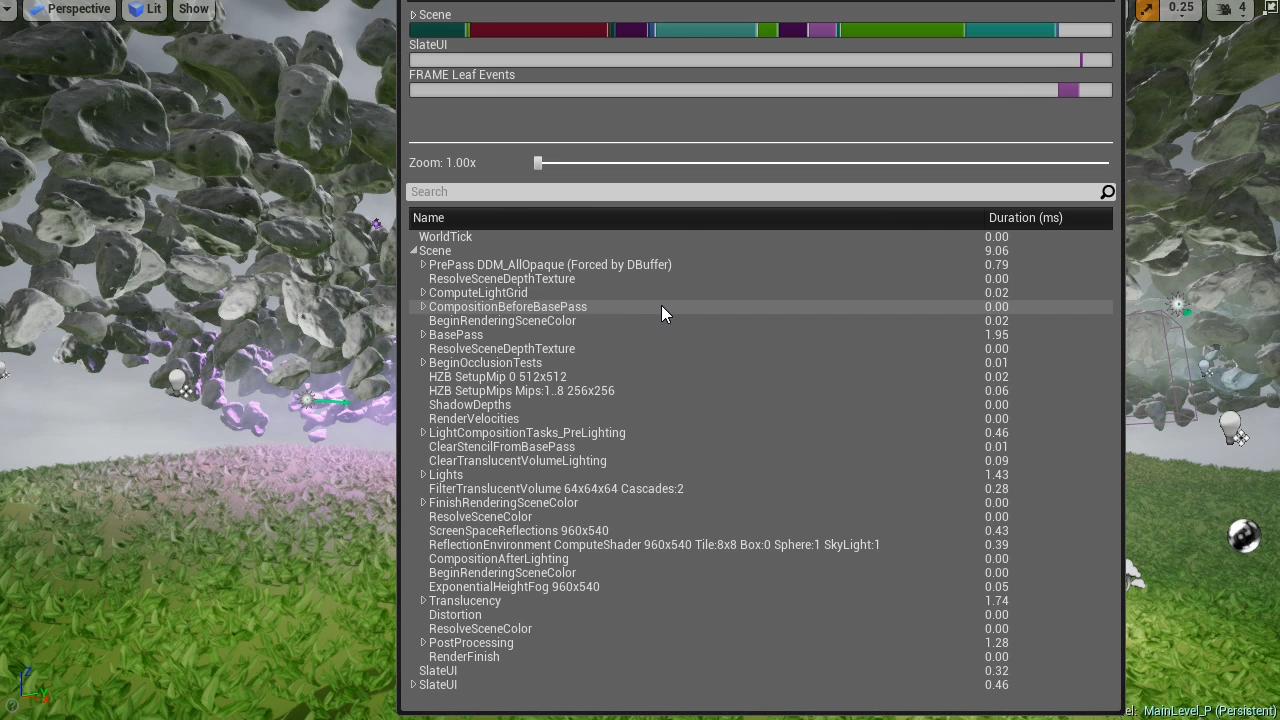 Perspective Lit Show
0.25 4
Scene
SlateUI
FRAME Leaf Events
Zoom: 1.00x
Search
Name Duration (ms)
WorldTick 0.00
Scene 9.06
PrePass DDM_AllOpaque (Forced by DBuffer) 0.79
ResolveSceneDepthTexture 0.00
ComputeLightGrid 0.02
CompositionBeforeBasePass 0.00
BeginRenderingSceneColor 0.02
BasePass 1.95
ResolveSceneDepthTexture 0.00
BeginOcclusionTests 0.01
HZB SetupMip 0 512x512 0.02
HZB SetupMips Mips:1..8 256x256 0.06
ShadowDepths 0.00
RenderVelocities 0.00
LightCompositionTasks_PreLighting 0.46
ClearStencilFromBasePass 0.01
ClearTranslucentVolumeLighting 0.09
Lights 1.43
FilterTranslucentVolume 64x64x64 Cascades:2 0.28
FinishRenderingSceneColor 0.00
ResolveSceneColor 0.00
ScreenSpaceReflections 960x540 0.43
ReflectionEnvironment ComputeShader 960x540 Tile:8x8 Box:0 Sphere:1 SkyLight:1 0.39
CompositionAfterLighting 0.00
BeginRenderingSceneColor 0.00
ExponentialHeightFog 960x540 0.05
Translucency 1.74
Distortion 0.00
ResolveSceneColor 0.00
PostProcessing 1.28
RenderFinish 0.00
SlateUI 0.32
SlateUI 0.46
Z
Y
el: MainLevel_P (Persistent)